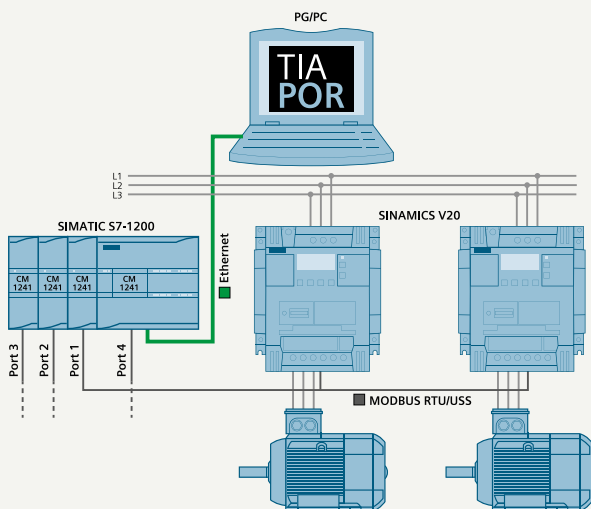 PG/PC
TIA
POR
L1
L2
L3
SIMATIC S7-1200
SINAMICS V20
CM
1241
CM
1241
CM
1241
CM
1241
Ethernet
Port 3
Port 2
Port 1
Port 4
MODBUS RTU/USS